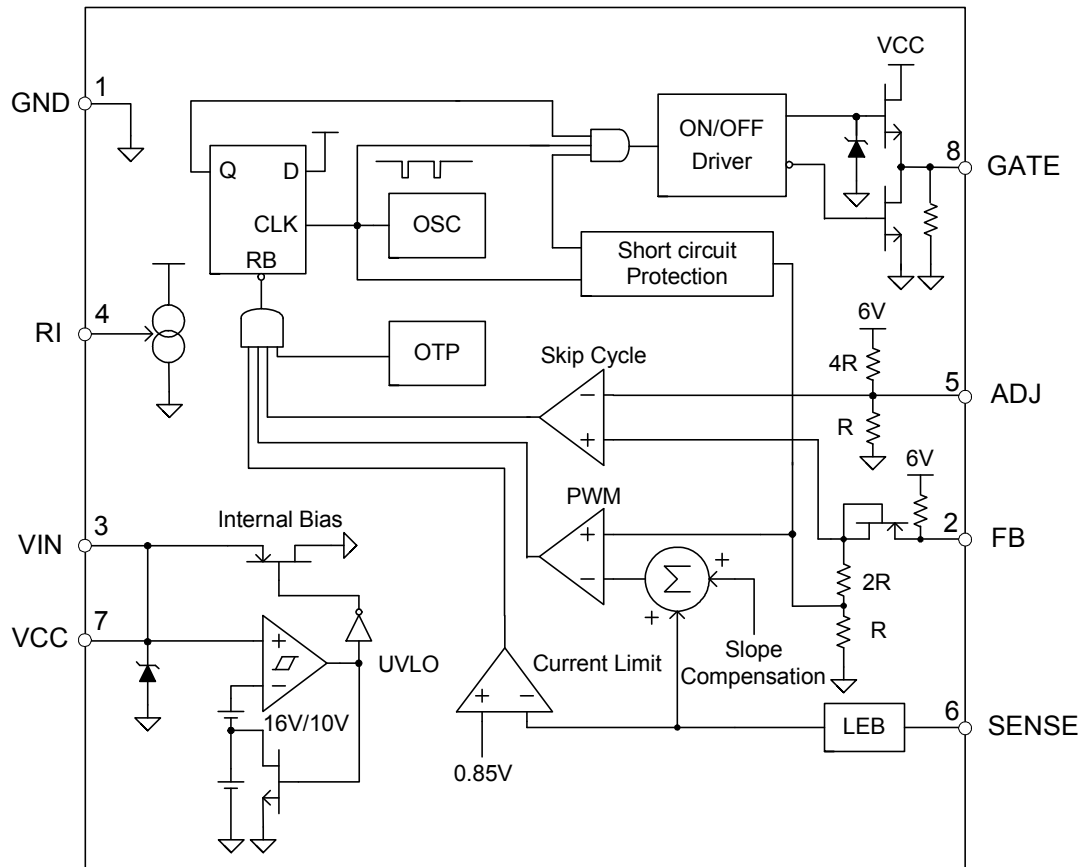 VCC
1
GND
ON/OFF
Driver
8
GATE
Q
D
CLK
OSC
RB
Short circuit
Protection
4
RI
6V
OTP
Skip Cycle
4R
5
ADJ
−
R
+
6V
PWM
3
VIN
Internal Bias
+
2
FB
−
Σ
+
2R
7
VCC
+
+
R
UVLO
Slope
Compensation
−
Current Limit
16V/10V
+
−
LEB
6
SENSE
0.85V